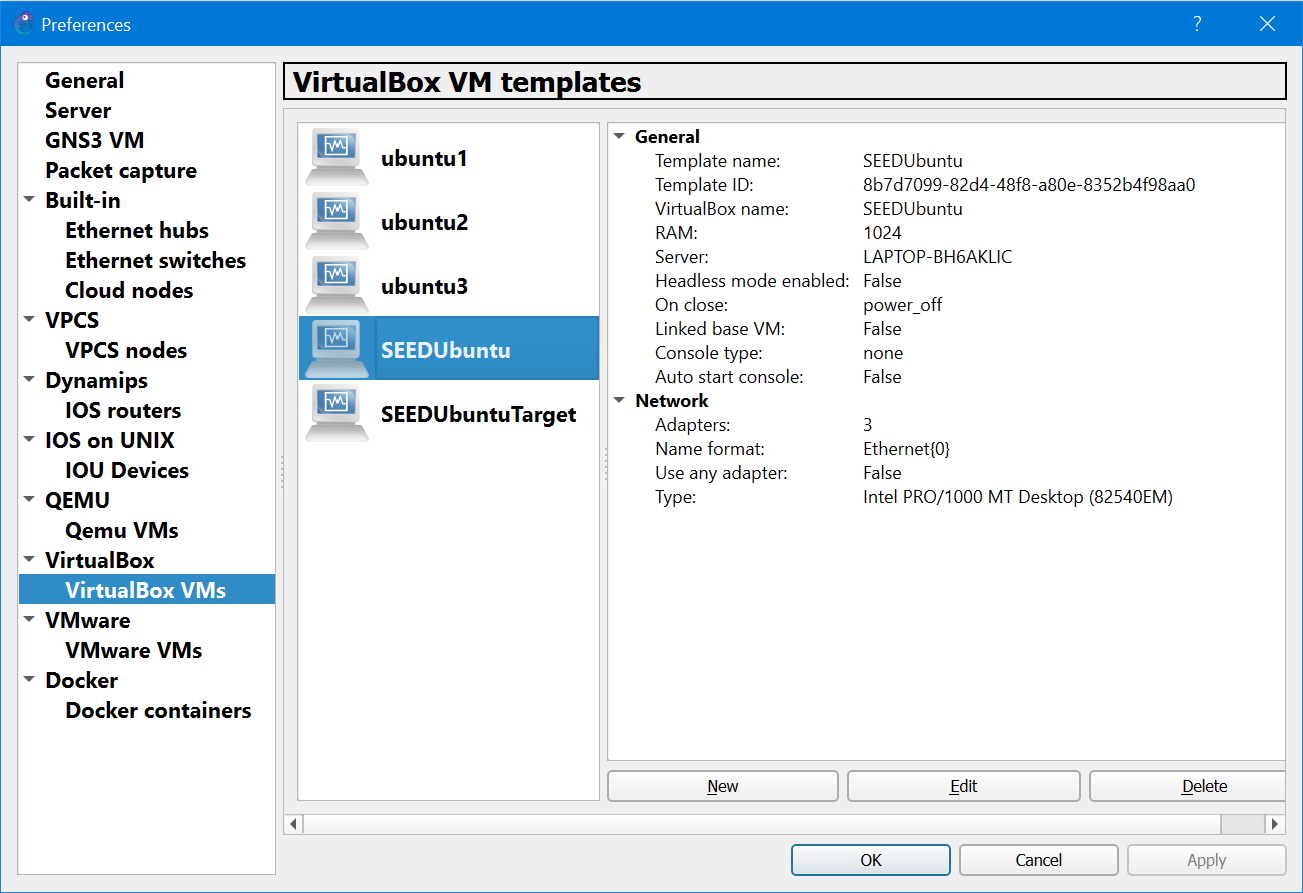 Preferences
?
General
Server
GNS3 VM
Packet capture
Built-in
Ethernet hubs
Ethernet switches
Cloud nodes
VPCS
VPCS nodes
Dynamips
IOS routers
IOS on UNIX
IOU Devices
QEMU
Qemu VMs
VirtualBox
VirtualBox VMs
VMware
VMware VMs
Docker
Docker containers
VirtualBox VM templates
ubuntu1
ubuntu2
ubuntu3
SEEDUbuntu
SEEDUbuntuTarget
General
Template name: SEEDUbuntu
Template ID: 8b7d7099-82d4-48f8-a80e-8352b4f98aa0
VirtualBox name: SEEDUbuntu
RAM: 1024
Server: LAPTOP-BH6AKLIC
Headless mode enabled: False
On close: power_off
Linked base VM: False
Console type: none
Auto start console: False
Network
Adapters: 3
Name format: Ethernet{0}
Use any adapter: False
Type: Intel PRO/1000 MT Desktop (82540EM)
New Edit Delete
OK Cancel Apply